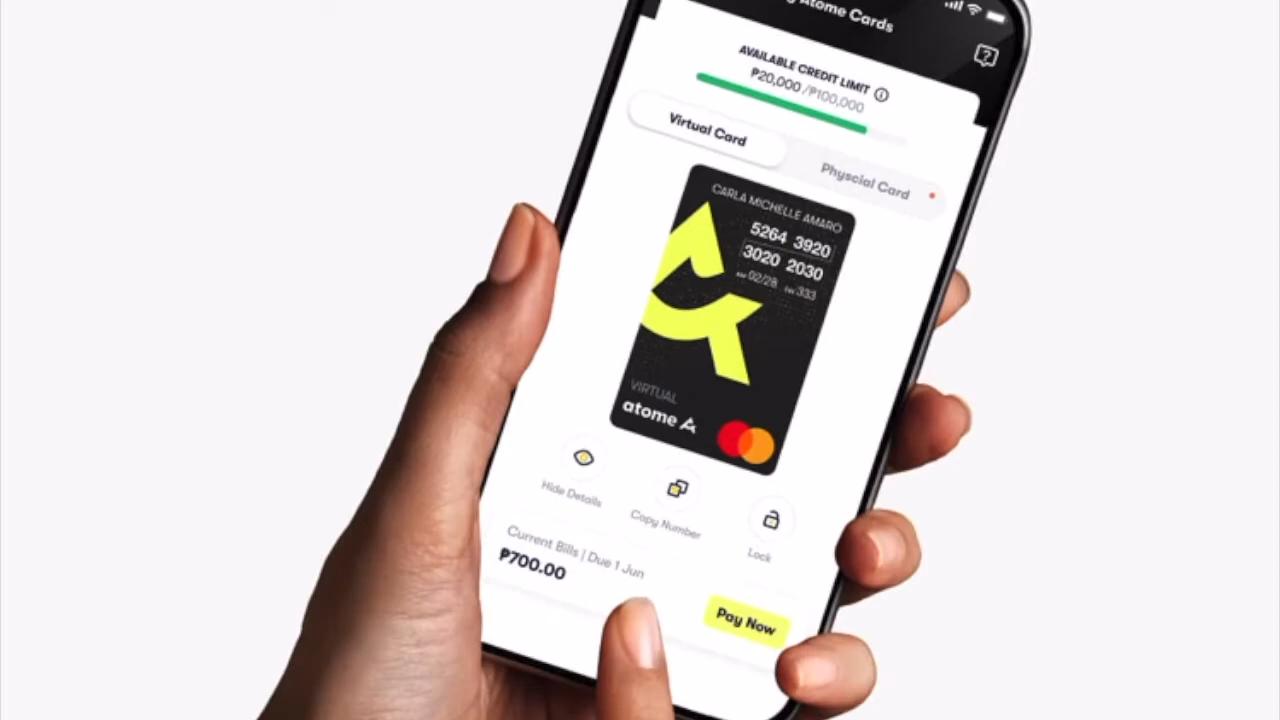 Atome Cards
AVAILABLE CREDIT LIMIT
₱20,000 /₱100,000
Virtual Card
Physcial Card
CARLA MICHELLE AMARO
5264 3920
3020 2030
02/28 333
VIRTUAL
atome
Hide Details
Copy Number
Lock
Current Bills | Due 1 Jun
₱700.00
Pay Now